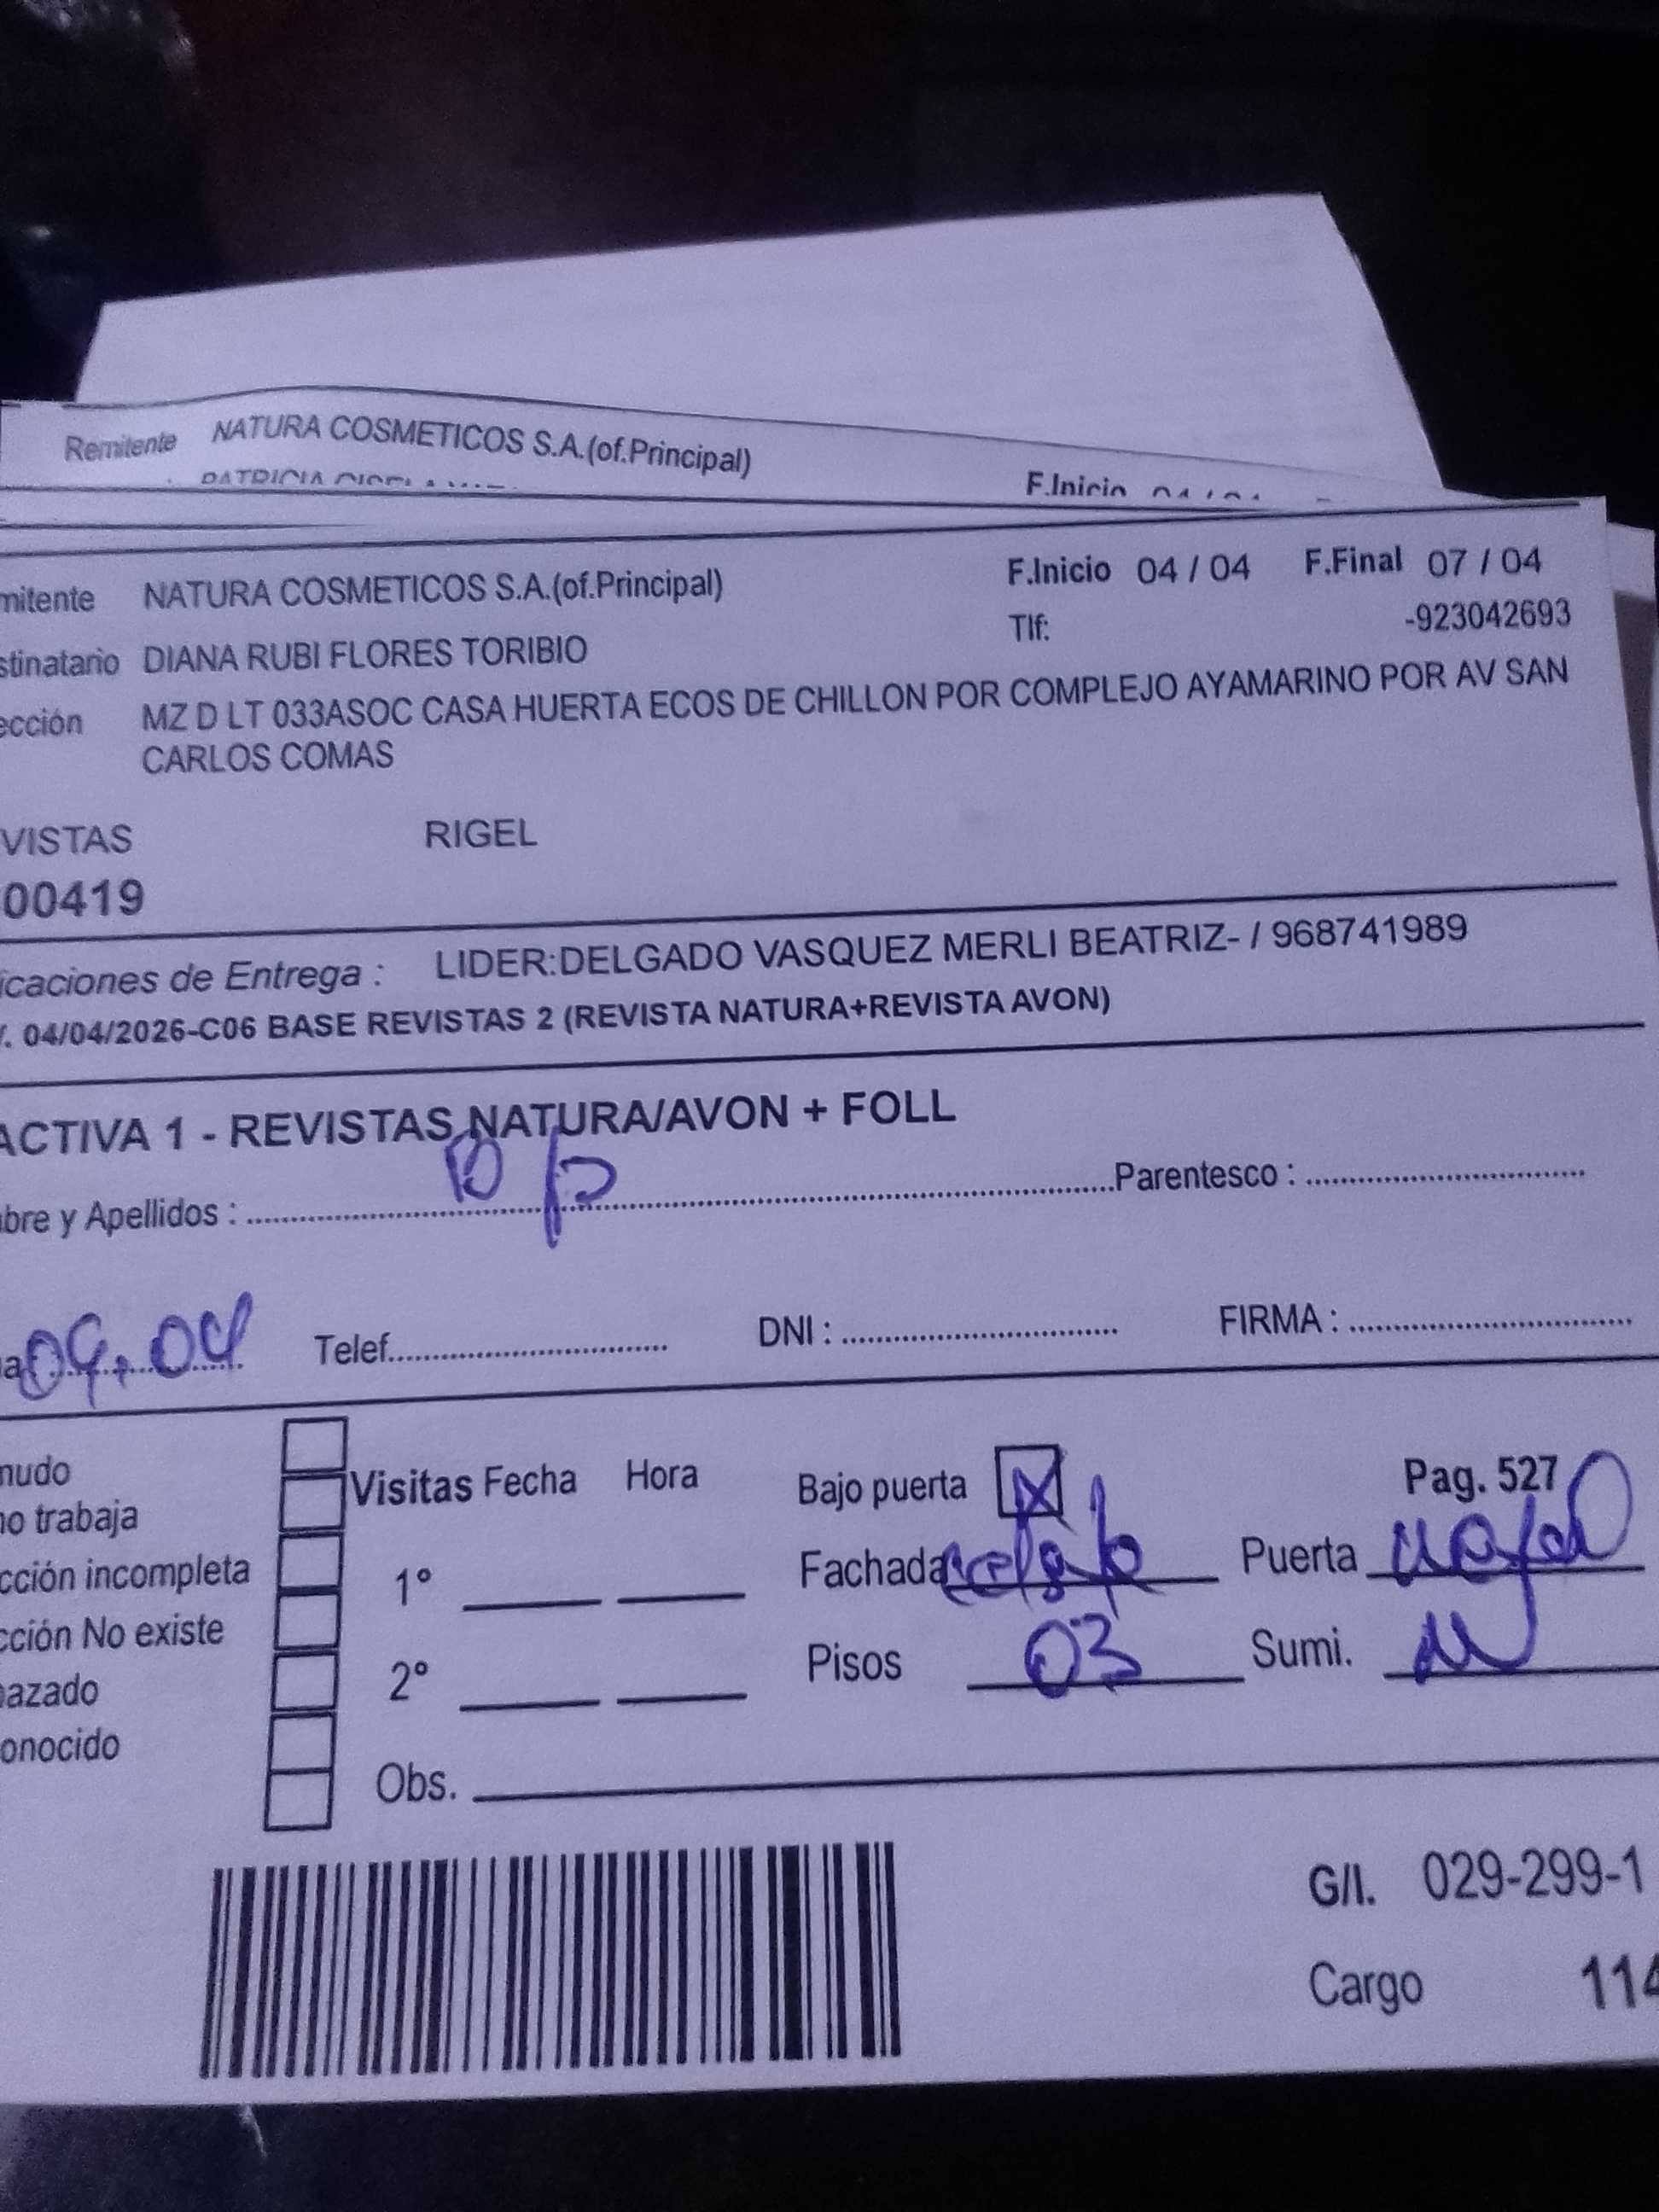 Remitente NATURA COSMETICOS S.A.(of.Principal)
F.Inicio
mitente NATURA COSMETICOS S.A.(of.Principal) F.Inicio 04 / 04 F.Final 07 / 04
stinatario DIANA RUBI FLORES TORIBIO Tlf: -923042693
ección MZ D LT 033ASOC CASA HUERTA ECOS DE CHILLON POR COMPLEJO AYAMARINO POR AV SAN
CARLOS COMAS
VISTAS RIGEL
00419
icaciones de Entrega : LIDER:DELGADO VASQUEZ MERLI BEATRIZ- / 968741989
. 04/04/2026-C06 BASE REVISTAS 2 (REVISTA NATURA+REVISTA AVON)
ACTIVA 1 - REVISTAS NATURA/AVON + FOLL
bre y Apellidos : B p Parentesco :
a 04.04 Telef. DNI : FIRMA :
nudo
Visitas Fecha Hora Bajo puerta X Pag. 527
no trabaja
cción incompleta 1° Fachada Puerta
cción No existe
2° Pisos 03 Sumi.
azado
onocido
Obs.
G/I. 029-299-1
Cargo 114